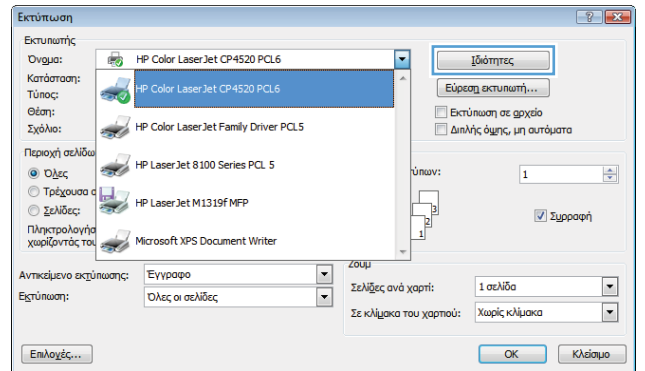 Εκτύπωση
Εκτυπωτής
Όνομα: HP Color LaserJet CP4520 PCL6 Ιδιότητες
Κατάσταση: HP Color LaserJet CP4520 PCL6 Εύρεση εκτυπωτή...
Τύπος:
Θέση: HP Color LaserJet Family Driver PCL5 Εκτύπωση σε αρχείο
Σχόλιο: Διπλής όψης, μη αυτόματα
Περιοχή σελίδω
HP LaserJet 8100 Series PCL 5
Όλες ύπων: 1
Τρέχουσα σ
HP LaserJet M1319f MFP
Σελίδες: 3 2 1 Συρραφή
Πληκτρολογήσ
χωρίζοντάς του Microsoft XPS Document Writer
Ζουμ
Αντικείμενο εκτύπωσης: Έγγραφο Σελίδες ανά χαρτί: 1 σελίδα
Εκτύπωση: Όλες οι σελίδες Σε κλίμακα του χαρτιού: Χωρίς κλίμακα
Επιλογές... OK Κλείσιμο